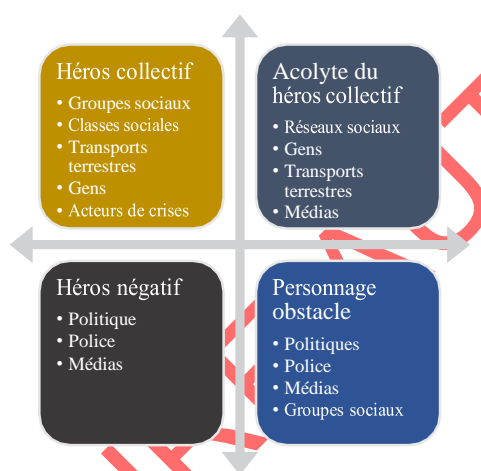 Héros collectif
• Groupes sociaux
• Classes sociales
• Transports
terrestres
• Gens
• Acteurs de crises
Acolyte du
héros collectif
• Réseaux sociaux
• Gens
• Transports
terrestres
• Médias
Héros négatif
• Politique
• Police
• Médias
Personnage
obstacle
• Politiques
• Police
• Médias
• Groupes sociaux